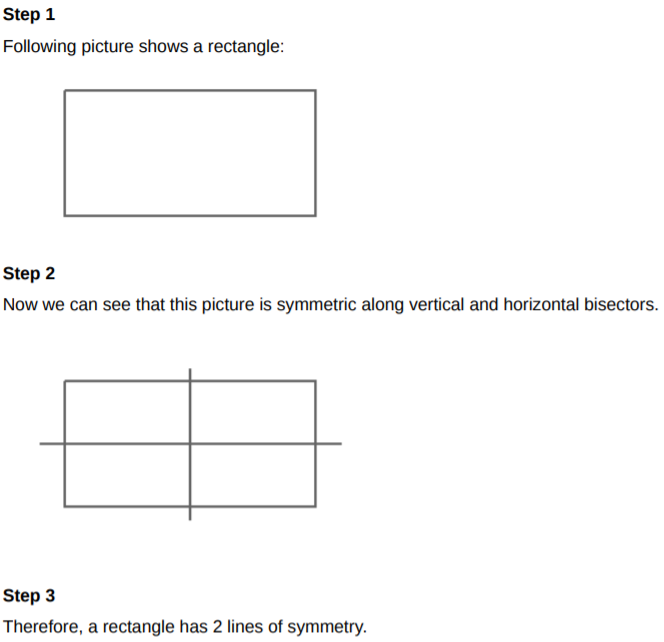 Step 1
Following picture shows a rectangle:
Step 2
Now we can see that this picture is symmetric along vertical and horizontal bisectors.
Step 3
Therefore, a rectangle has 2 lines of symmetry.